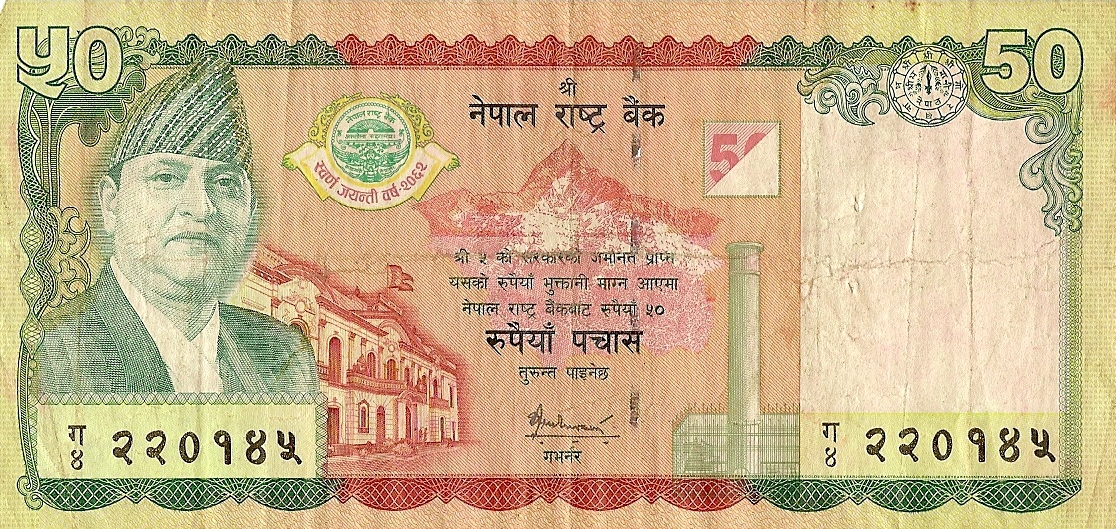 ५०
50
श्री
नेपाल राष्ट्र बैंक
नेपाल राष्ट्र बैंक
स्वर्ण जयन्ती वर्ष-२०६२
5
श्री ५ को सरकारको जमानत प्राप्त
यसको रुपैयाँ भुक्तानी माग्न आएमा
नेपाल राष्ट्र बैंकबाट रुपैयाँ ५०
रुपैयाँ पचास
तुरुन्त पाइनेछ
गभर्नर
ग/४ २२०१४५
ग/४ २२०१४५